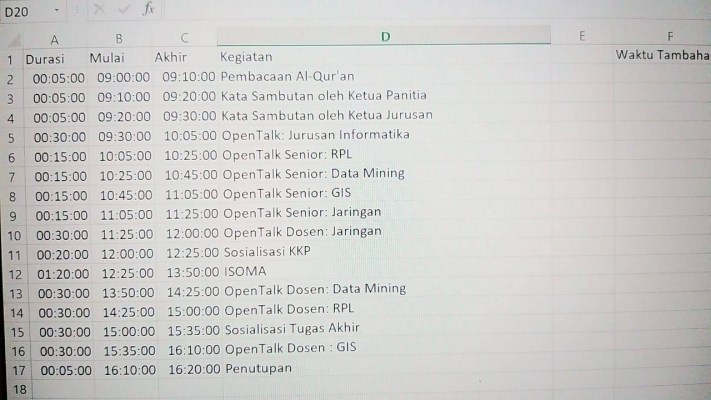 D20
fx
A B C D E F
1 Durasi Mulai Akhir Kegiatan Waktu Tambaha
2 00:05:00 09:00:00 09:10:00 Pembacaan Al-Qur'an
3 00:05:00 09:10:00 09:20:00 Kata Sambutan oleh Ketua Panitia
4 00:05:00 09:20:00 09:30:00 Kata Sambutan oleh Ketua Jurusan
5 00:30:00 09:30:00 10:05:00 OpenTalk: Jurusan Informatika
6 00:15:00 10:05:00 10:25:00 OpenTalk Senior: RPL
7 00:15:00 10:25:00 10:45:00 OpenTalk Senior: Data Mining
8 00:15:00 10:45:00 11:05:00 OpenTalk Senior: GIS
9 00:15:00 11:05:00 11:25:00 OpenTalk Senior: Jaringan
10 00:30:00 11:25:00 12:00:00 OpenTalk Dosen: Jaringan
11 00:20:00 12:00:00 12:25:00 Sosialisasi KKP
12 01:20:00 12:25:00 13:50:00 ISOMA
13 00:30:00 13:50:00 14:25:00 OpenTalk Dosen: Data Mining
14 00:30:00 14:25:00 15:00:00 OpenTalk Dosen: RPL
15 00:30:00 15:00:00 15:35:00 Sosialisasi Tugas Akhir
16 00:30:00 15:35:00 16:10:00 OpenTalk Dosen : GIS
17 00:05:00 16:10:00 16:20:00 Penutupan
18